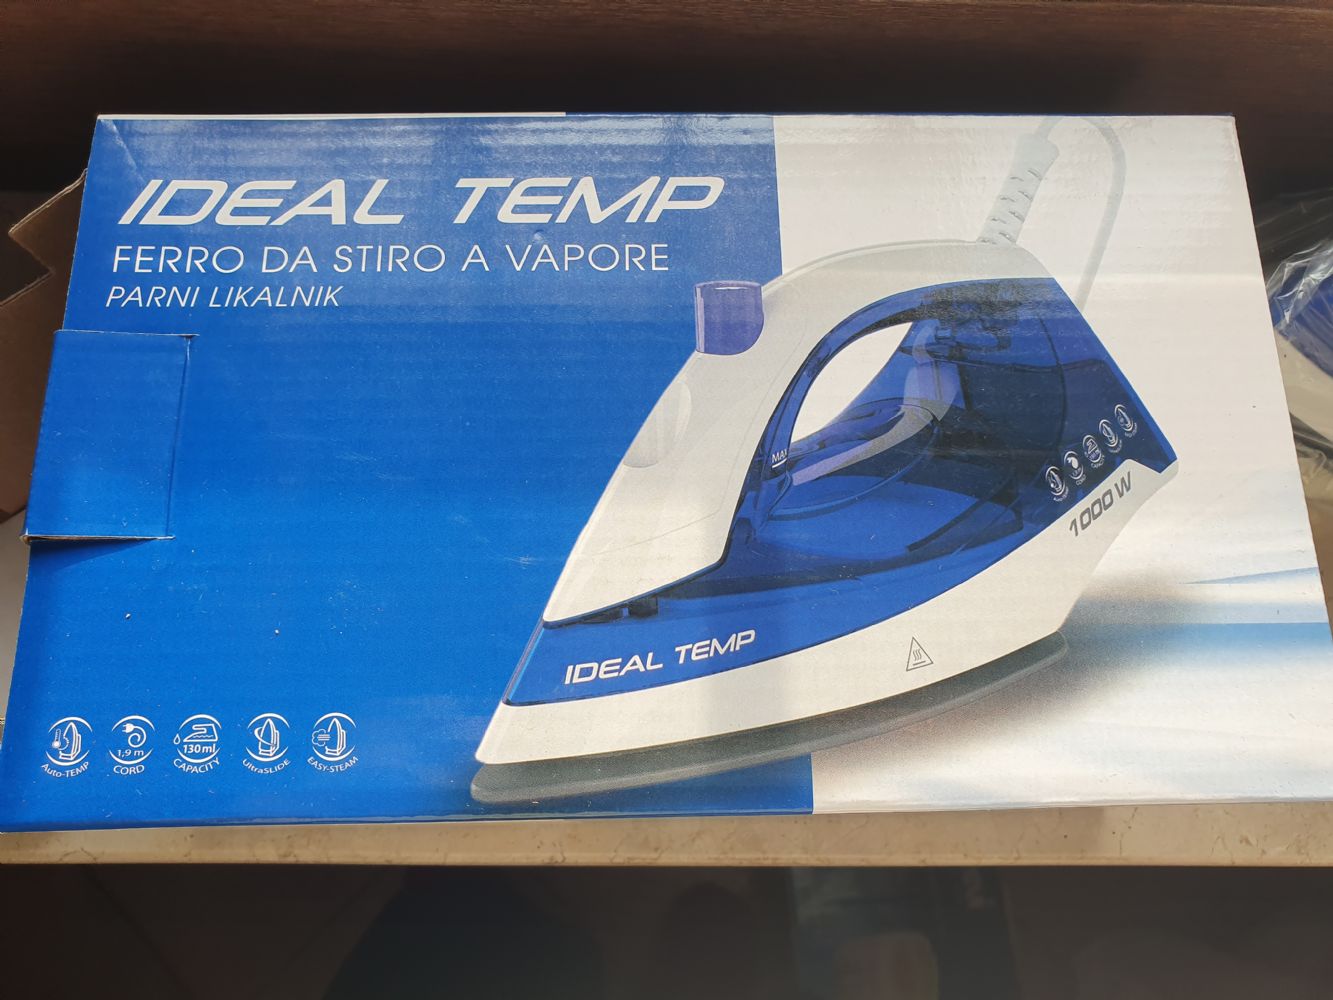 IDEAL TEMP
FERRO DA STIRO A VAPORE
PARNI LIKALNIK
MAX
1000 W
IDEAL TEMP
Auto-TEMP
1,9 m
CORD
130 ml
CAPACITY
UltraSLIDE
EASY-STEAM